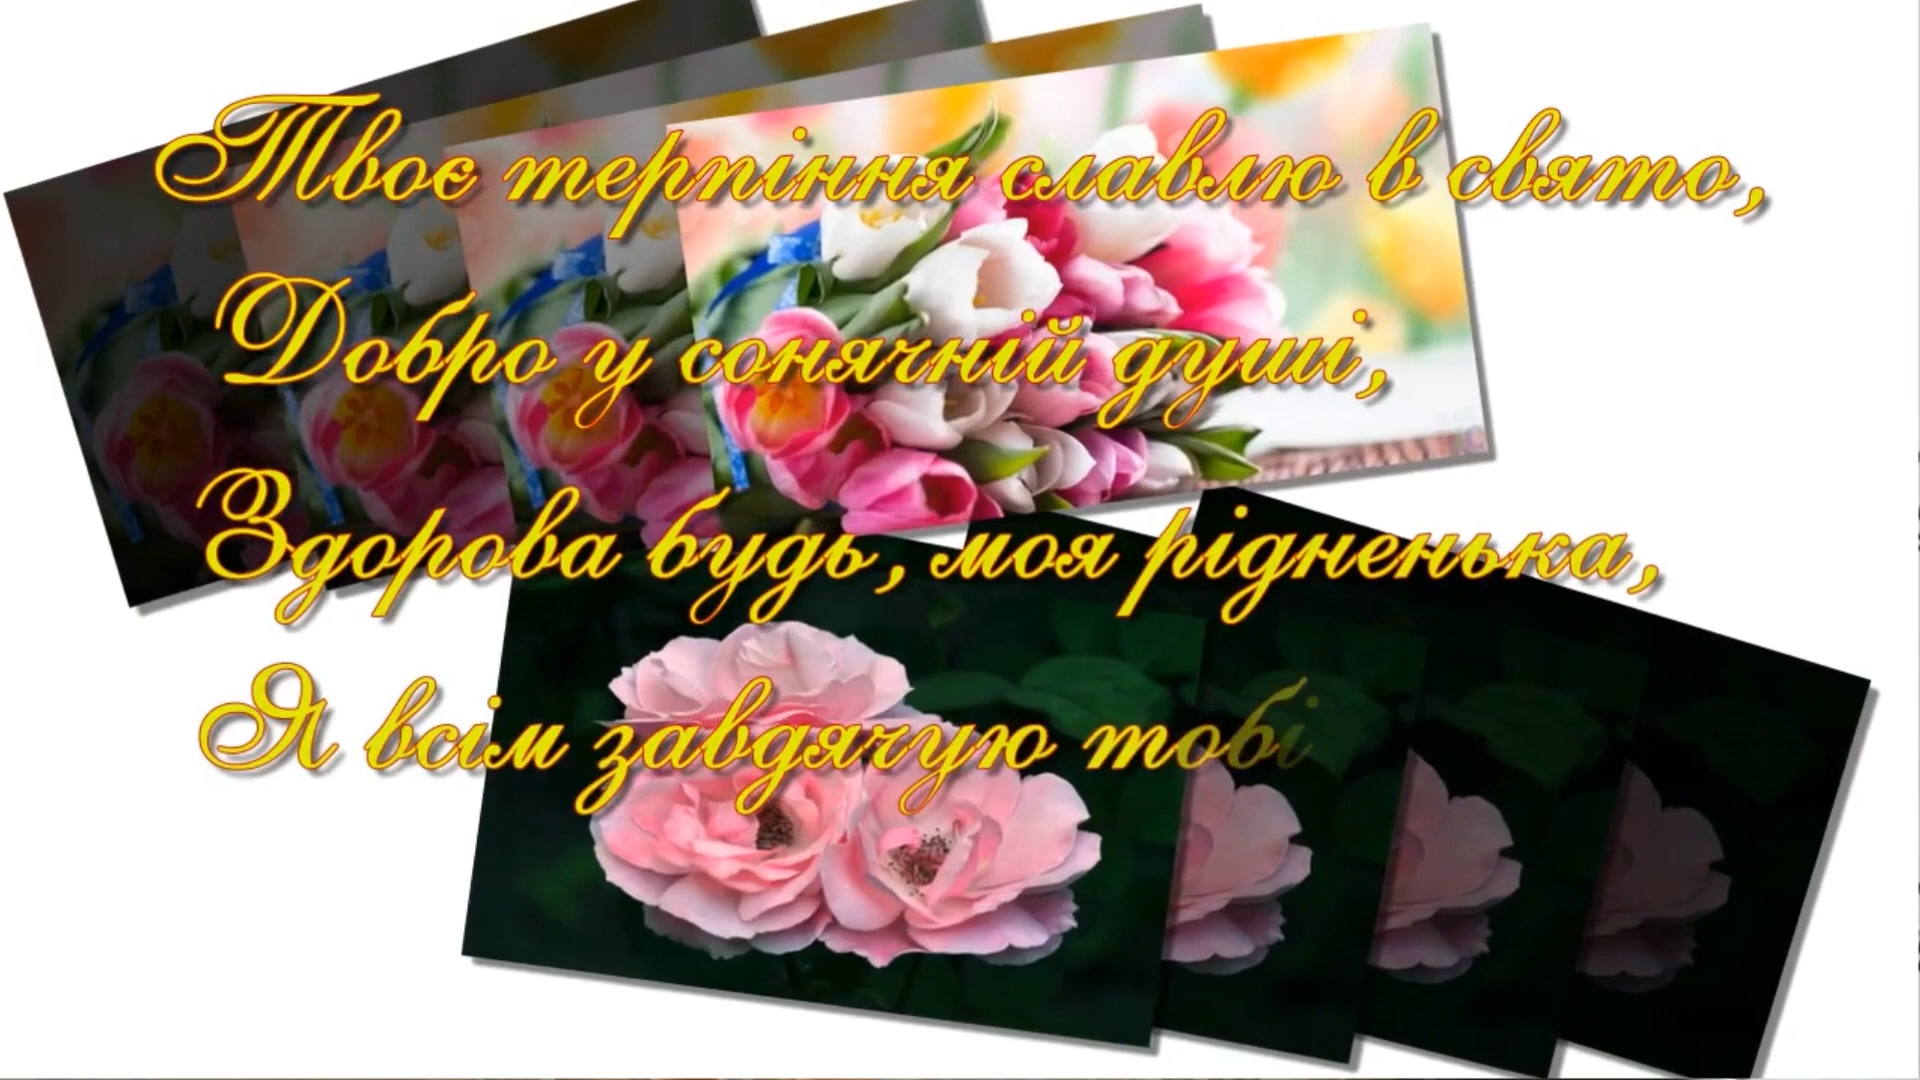 Твоє терпіння славлю в свято,
Добро у сонячній душі,
Здорова будь, моя рідненька,
Я всім завдячую тобі